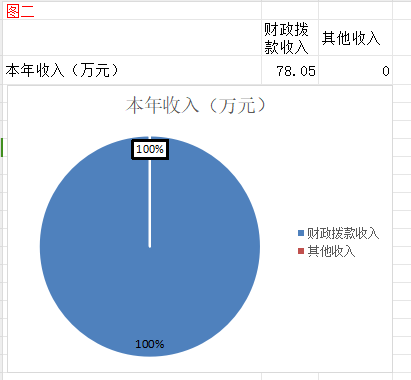 图二
财政拨
款收入
其他收入
本年收入（万元）
78.05
0
本年收入（万元）
100%
财政拨款收入
其他收入
100%